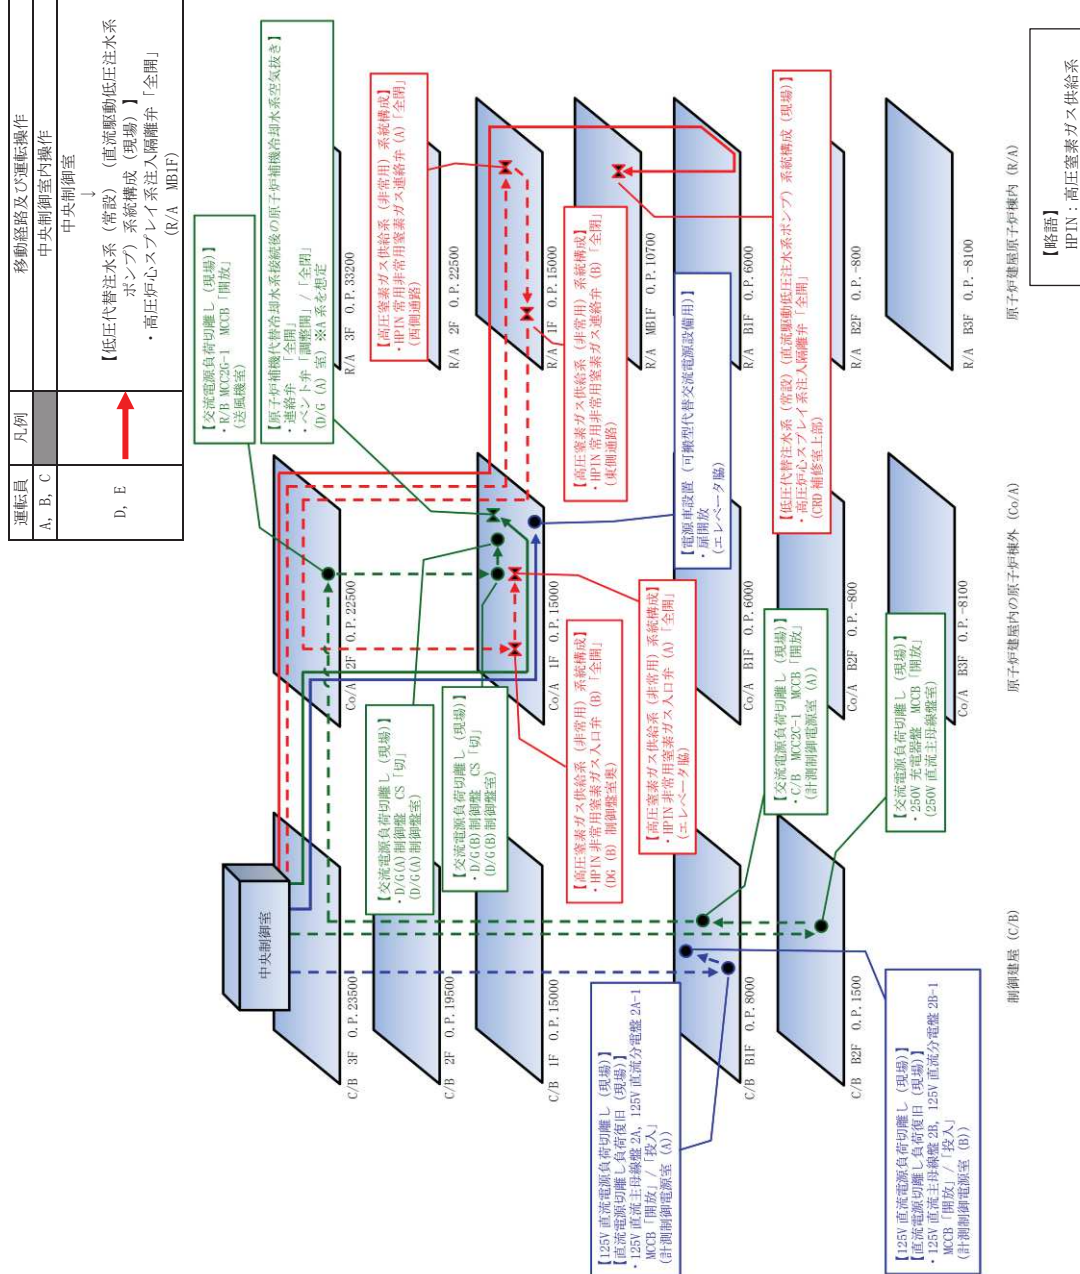 運転員 凡例 移動経路及び運転操作
A, B, C 中央制御室内操作
D, E 中央制御室
↓
【低圧代替注水系（常設）（直流駆動低圧注水系
ポンプ）系統構成（現場）】
・高圧炉心スプレイ系注入隔離弁「全開」
(R/A MB1F)
【交流電源負荷切離し（現場）】
・R/B MCC2G-1 MCCB「開放」
（送風機室）
【原子炉補機代替冷却水系接続後の原子炉補機冷却水系空気抜き】
・連絡弁 「全開」
・ベント弁「調整開」/「全閉」
(D/G (A) 室) ※A系を想定
【高圧窒素ガス供給系（非常用）系統構成】
・HPIN 常用非常用窒素ガス連絡弁 (A)「全閉」
（西側通路）
【高圧窒素ガス供給系（非常用）系統構成】
・HPIN 常用非常用窒素ガス連絡弁 (B)「全閉」
（東側通路）
【電源車設置（可搬型代替交流電源設備用）】
・扉開放
（エレベータ脇）
【低圧代替注水系（常設）（直流駆動低圧注水系ポンプ）系統構成（現場）】
・高圧炉心スプレイ系注入隔離弁「全開」
（CRD 補修室上部）
【交流電源負荷切離し（現場）】
・D/G(A)制御盤 CS「切」
(D/G(A)制御盤室)
【交流電源負荷切離し（現場）】
・D/G(B)制御盤 CS「切」
(D/G(B)制御盤室)
【高圧窒素ガス供給系（非常用）系統構成】
・HPIN 非常用窒素ガス入口弁 (B)「全開」
(DG (B) 制御盤室奥)
【高圧窒素ガス供給系（非常用）系統構成】
・HPIN 非常用窒素ガス入口弁 (A)「全開」
（エレベータ脇）
【交流電源負荷切離し（現場）】
・C/B MCC2C-1 MCCB「開放」
（計測制御電源室 (A)）
【交流電源負荷切離し（現場）】
・250V 充電器盤 MCCB「開放」
（250V 直流主母線盤室）
【125V 直流電源負荷切離し（現場）】
【直流電源切離し負荷復旧（現場）】
・125V 直流主母線盤 2A, 125V 直流分電盤 2A-1
MCCB「開放」/「投入」
（計測制御電源室 (A)）
【125V 直流電源負荷切離し（現場）】
【直流電源切離し負荷復旧（現場）】
・125V 直流主母線盤 2B, 125V 直流分電盤 2B-1
MCCB「開放」/「投入」
（計測制御電源室 (B)）
中央制御室
C/B 3F O.P.23500
C/B 2F O.P.19500
C/B 1F O.P.15000
C/B B1F O.P.8000
C/B B2F O.P.1500
制御建屋 (C/B)
Co/A 2F O.P.22500
Co/A 1F O.P.15000
Co/A B1F O.P.6000
Co/A B2F O.P.-800
Co/A B3F O.P.-8100
原子炉建屋内の原子炉棟外 (Co/A)
R/A 3F O.P.33200
R/A 2F O.P.22500
R/A 1F O.P.15000
R/A MB1F O.P.10700
R/A B1F O.P.6000
R/A B2F O.P.-800
R/A B3F O.P.-8100
原子炉建屋原子炉棟内 (R/A)
【略語】
HPIN：高圧窒素ガス供給系